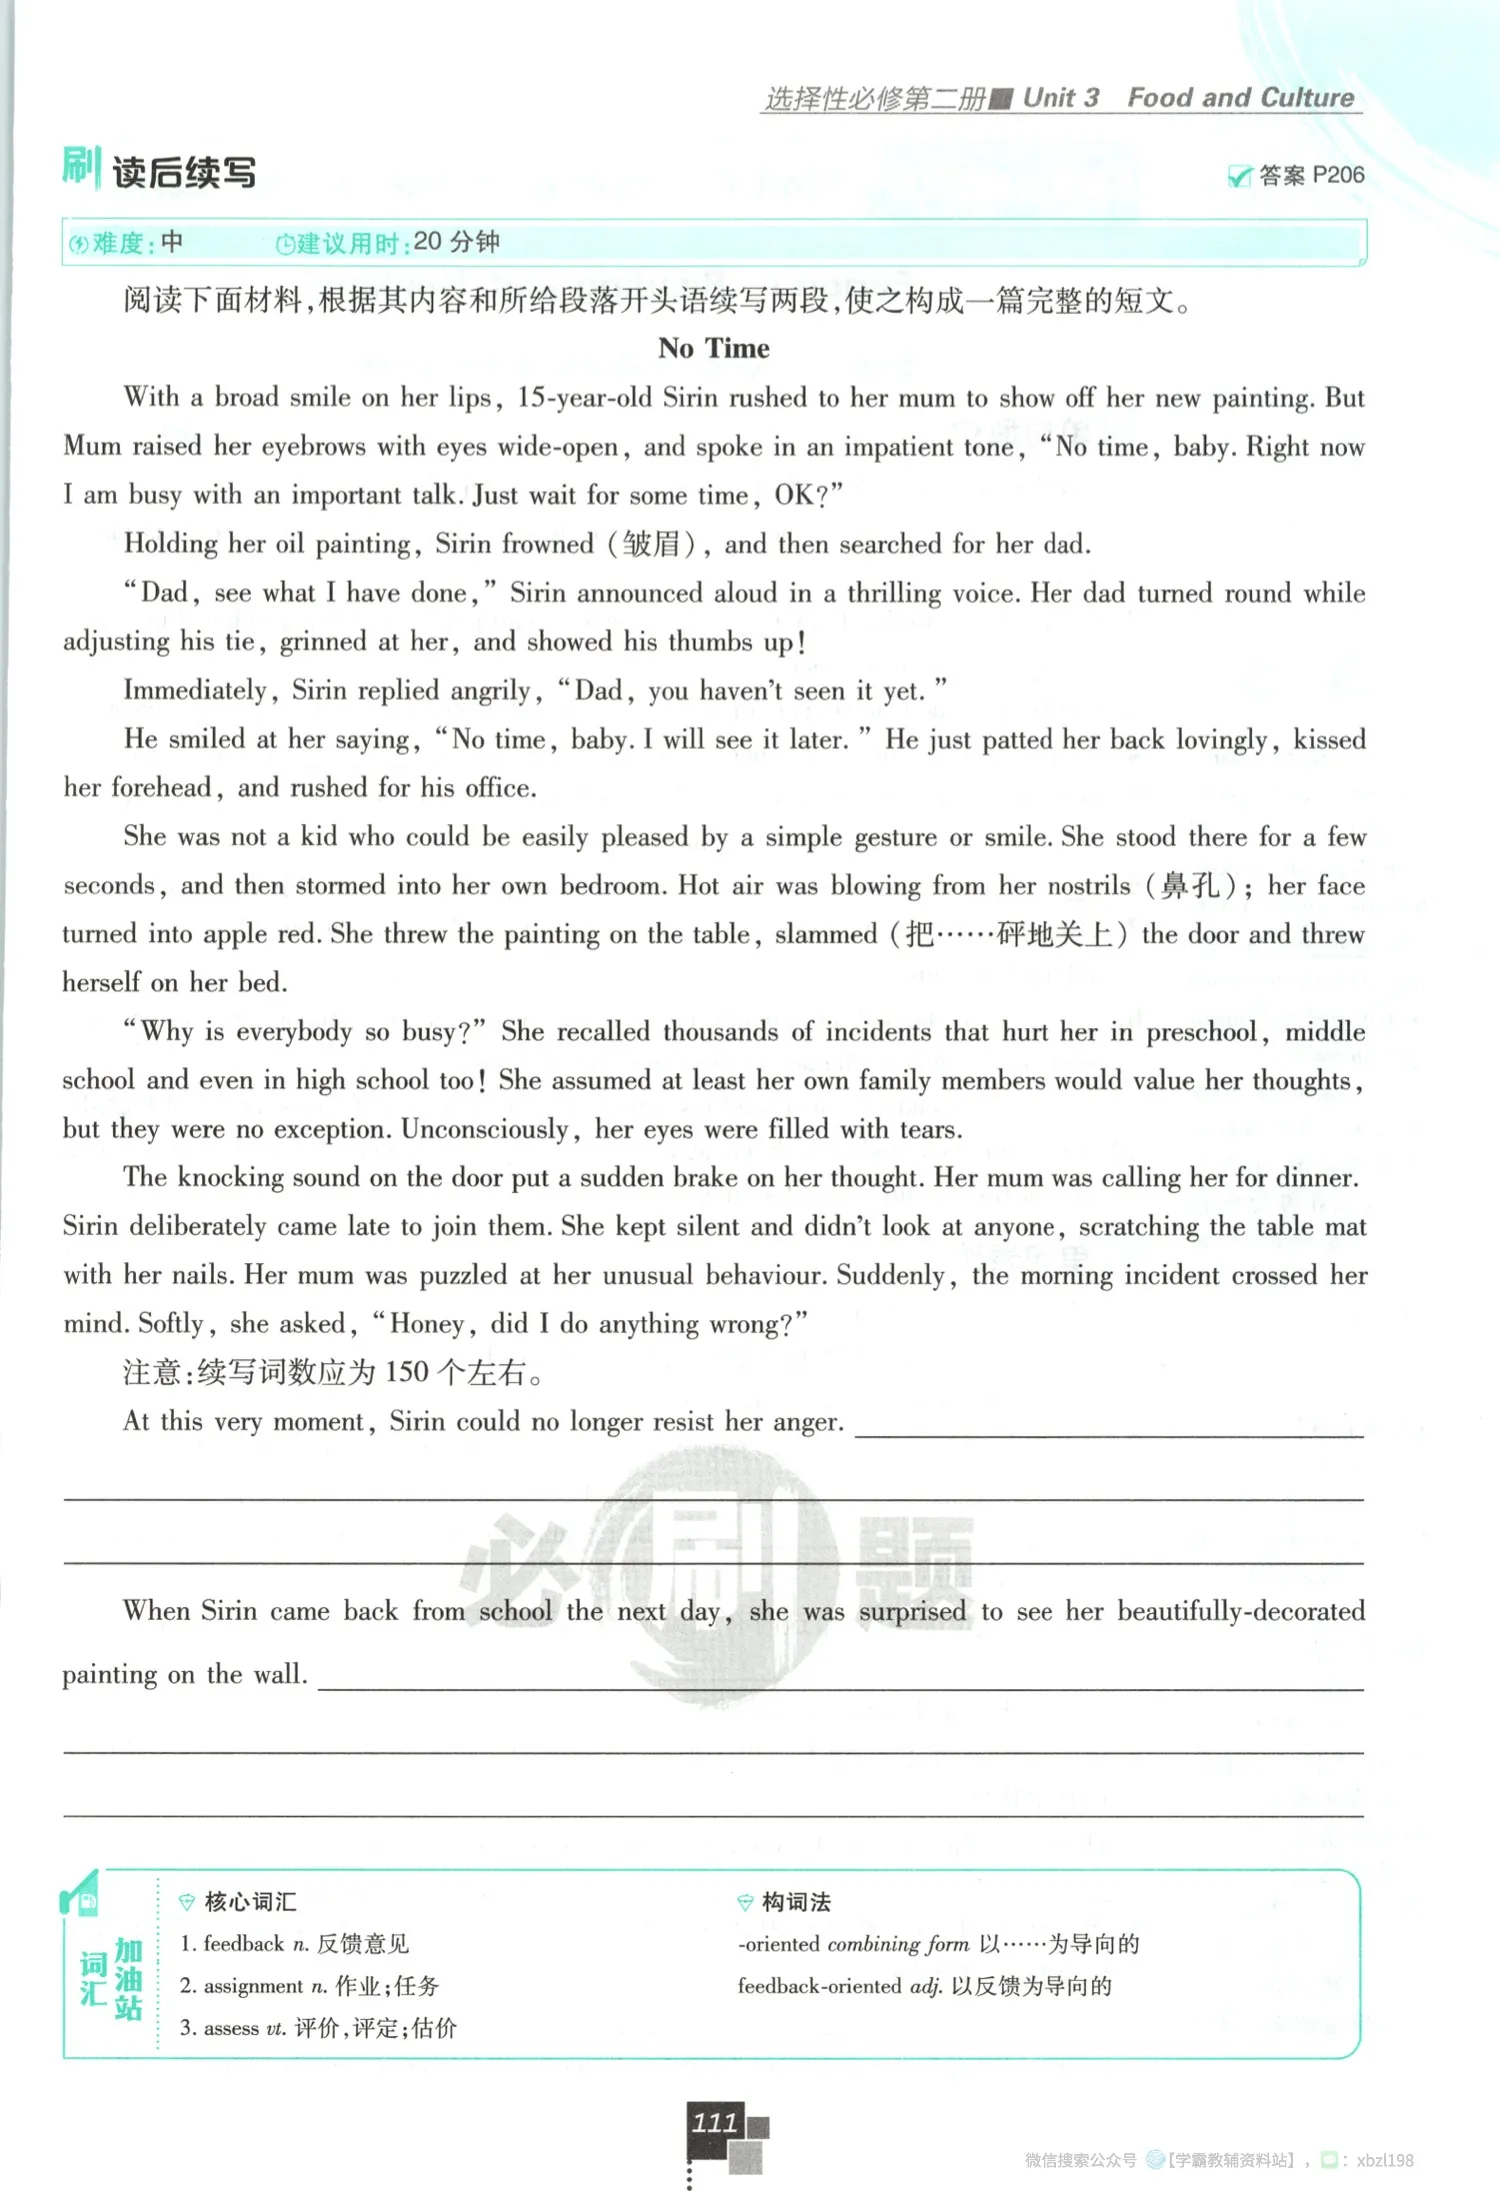 选择性必修第二册 Unit 3 Food and Culture
刷 读后续写
答案 P206
难度:中 建议用时:20 分钟
阅读下面材料,根据其内容和所给段落开头语续写两段,使之构成一篇完整的短文。
No Time
With a broad smile on her lips, 15-year-old Sirin rushed to her mum to show off her new painting. But
Mum raised her eyebrows with eyes wide-open, and spoke in an impatient tone, “No time, baby. Right now
I am busy with an important talk. Just wait for some time, OK?”
Holding her oil painting, Sirin frowned (皱眉), and then searched for her dad.
“Dad, see what I have done,” Sirin announced aloud in a thrilling voice. Her dad turned round while
adjusting his tie, grinned at her, and showed his thumbs up!
Immediately, Sirin replied angrily, “Dad, you haven't seen it yet. ”
He smiled at her saying, “No time, baby. I will see it later. ” He just patted her back lovingly, kissed
her forehead, and rushed for his office.
She was not a kid who could be easily pleased by a simple gesture or smile. She stood there for a few
seconds, and then stormed into her own bedroom. Hot air was blowing from her nostrils (鼻孔); her face
turned into apple red. She threw the painting on the table, slammed (把……砰地关上) the door and threw
herself on her bed.
“Why is everybody so busy?” She recalled thousands of incidents that hurt her in preschool, middle
school and even in high school too! She assumed at least her own family members would value her thoughts,
but they were no exception. Unconsciously, her eyes were filled with tears.
The knocking sound on the door put a sudden brake on her thought. Her mum was calling her for dinner.
Sirin deliberately came late to join them. She kept silent and didn't look at anyone, scratching the table mat
with her nails. Her mum was puzzled at her unusual behaviour. Suddenly, the morning incident crossed her
mind. Softly, she asked, “Honey, did I do anything wrong?”
注意:续写词数应为 150 个左右。
At this very moment, Sirin could no longer resist her anger.
必刷题
When Sirin came back from school the next day, she was surprised to see her beautifully-decorated
painting on the wall.
词汇加油站
核心词汇
1. feedback n. 反馈意见
2. assignment n. 作业;任务
3. assess vt. 评价,评定;估价
构词法
-oriented combining form 以……为导向的
feedback-oriented adj. 以反馈为导向的
111
微信搜索公众号【学霸教辅资料站】, : xbzl198